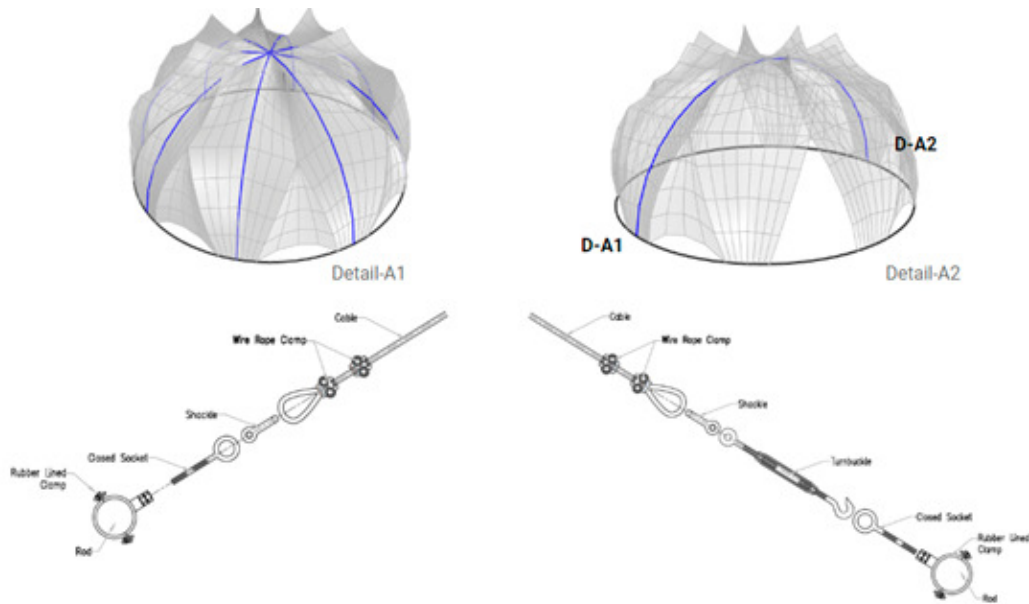 D-A2
D-A1
Detail-A1
Detail-A2
Cable
Wire Rope Clamp
Shackle
Closed Socket
Rubber Lined
Clamp
Rod
Cable
Wire Rope Clamp
Shackle
Turnbuckle
Closed Socket
Rubber Lined
Clamp
Rod